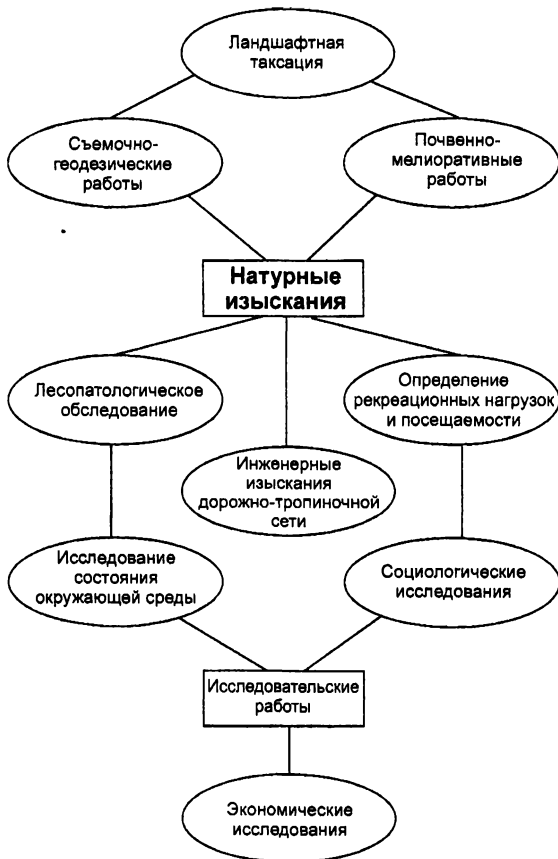 Ландшафтная
таксация
Съемочно-
геодезические
работы
Почвенно-
мелиоративные
работы
Натурные
изыскания
Лесопатологическое
обследование
Определение
рекреационных нагрузок
и посещаемости
Инженерные
изыскания
дорожно-тропиночной
сети
Исследование
состояния
окружающей среды
Социологические
исследования
Исследовательские
работы
Экономические
исследования